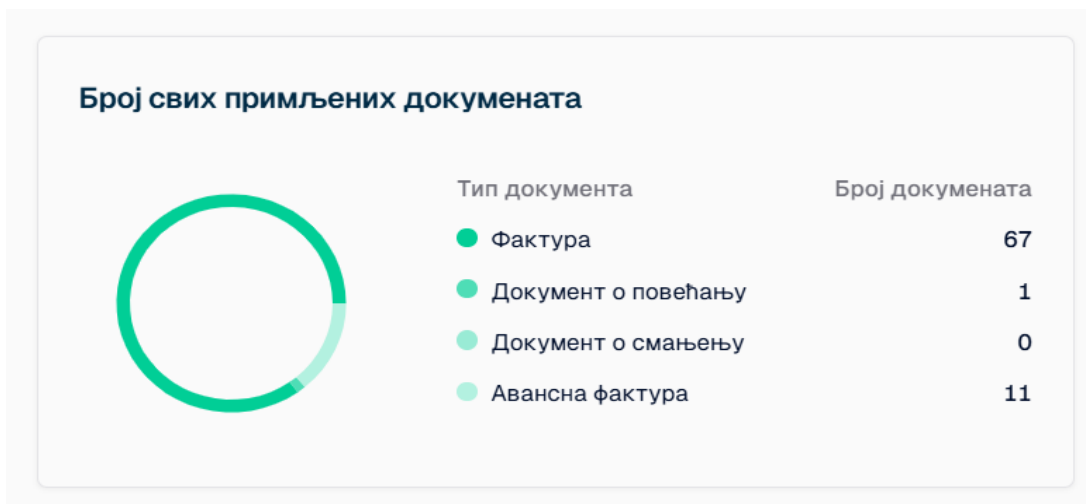 Број свих примљених докумената
Тип документа Број докумената
Фактура 67
Документ о повећању 1
Документ о смањењу 0
Авансна фактура 11